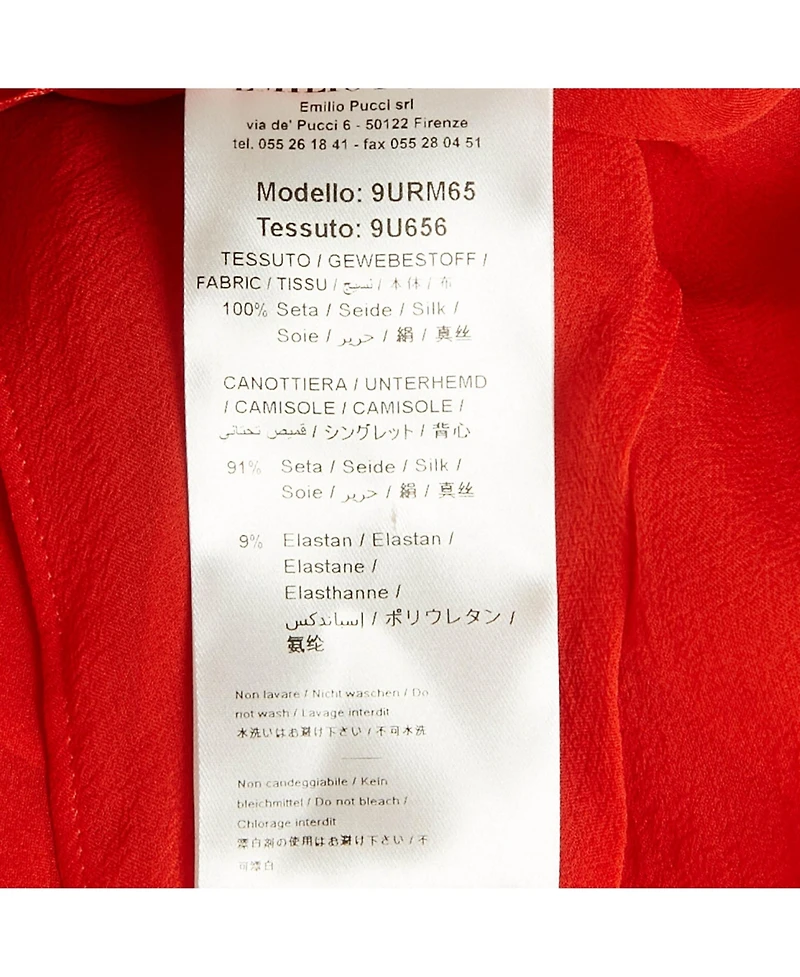 Emilio Pucci srl
via de' Pucci 6 - 50122 Firenze
tel. 055 26 18 41 - fax 055 28 04 51
Modello: 9URM65
Tessuto: 9U656
TESSUTO / GEWEBESTOFF /
FABRIC / TISSU / نسيج / 本体 / 布
100% Seta / Seide / Silk /
Soie / حرير / 絹 / 真丝
CANOTTIERA / UNTERHEMD
/ CAMISOLE / CAMISOLE /
قميص تحتاني / シングレット / 背心
91% Seta / Seide / Silk /
Soie / حرير / 絹 / 真丝
9% Elastan / Elastan /
Elastane /
Elasthanne /
/ ポリウレタン /
氨纶
Non lavare / Nicht waschen / Do
not wash / Lavage interdit
水洗いはお避け下さい / 不可水洗
Non candeggiabile / Kein
bleichmittel / Do not bleach /
Chlorage interdit
漂白剤の使用はお避け下さい / 不
可漂白